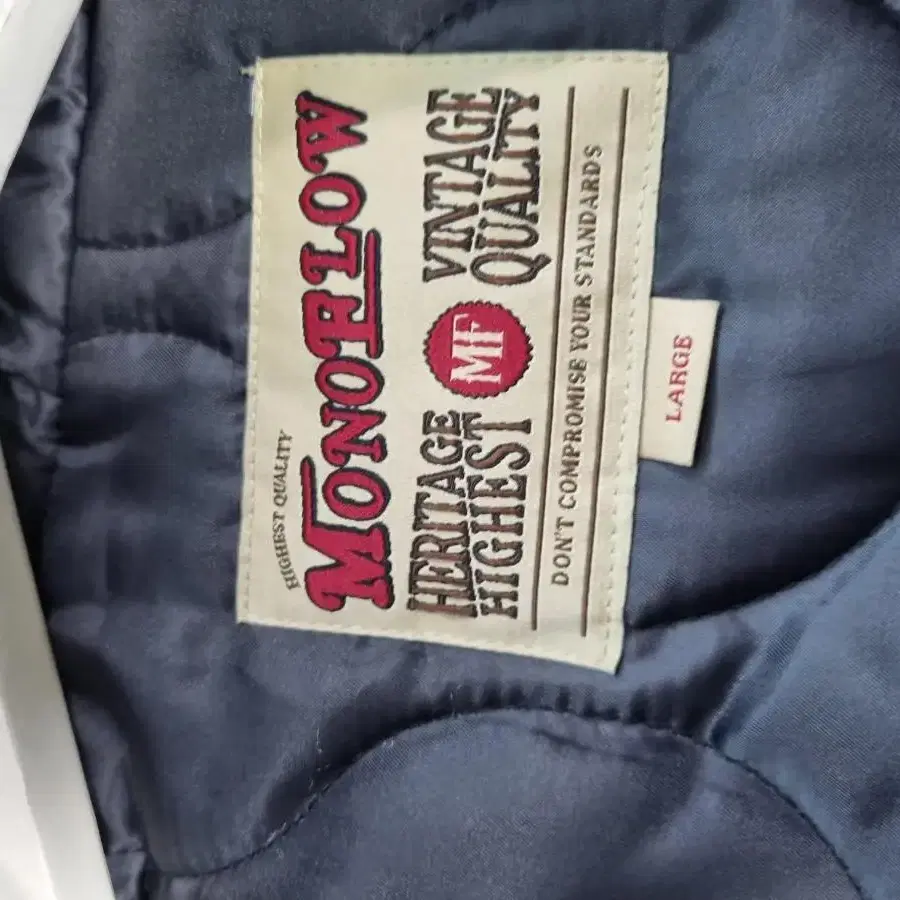 HIGHEST QUALITY
MONOFLOW
HERITAGE HIGHEST
MF
VINTAGE QUALITY
DON'T COMPROMISE YOUR STANDARDS
LARGE